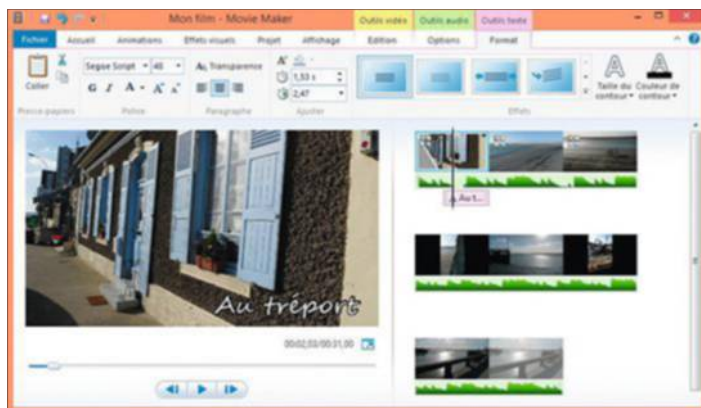 Mon film - Movie Maker
Outils vidéo
Outils audio
Outils texte
Fichier
Accueil
Animations
Effets visuels
Projet
Affichage
Edition
Options
Format
Coller
Segoe Script
48
Transparence
G I A A A
1,53 s
2,47
Taille du contour
Couleur de contour
Presse-papiers
Police
Paragraphe
Ajuster
Effets
Au tréport
Au t...
00:02,03/00:31,00